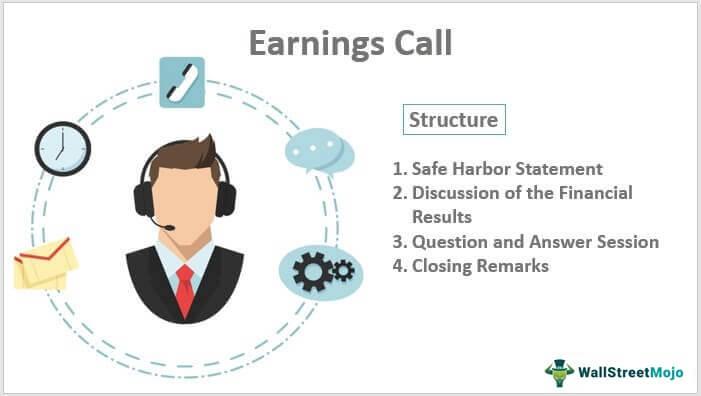 Earnings Call
Structure
1. Safe Harbor Statement
2. Discussion of the Financial
Results
3. Question and Answer Session
4. Closing Remarks
WallStreetMojo